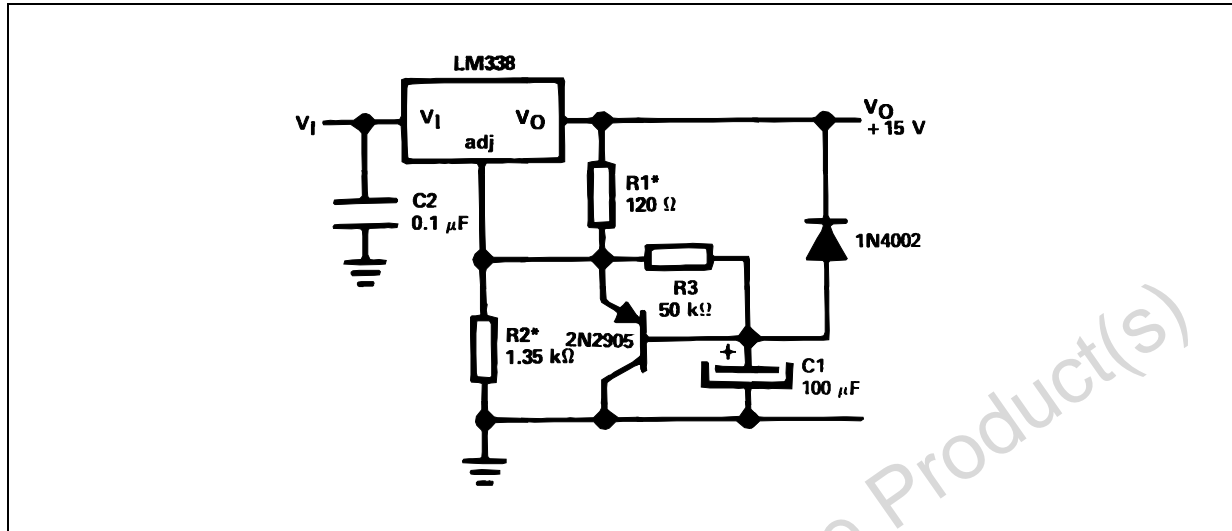 LM338
VI
VI
VO
adj
VO
+ 15 V
C2
0.1 μF
R1*
120 Ω
1N4002
R3
50 kΩ
R2*
1.35 kΩ
2N2905
+
C1
100 μF
Product(s)